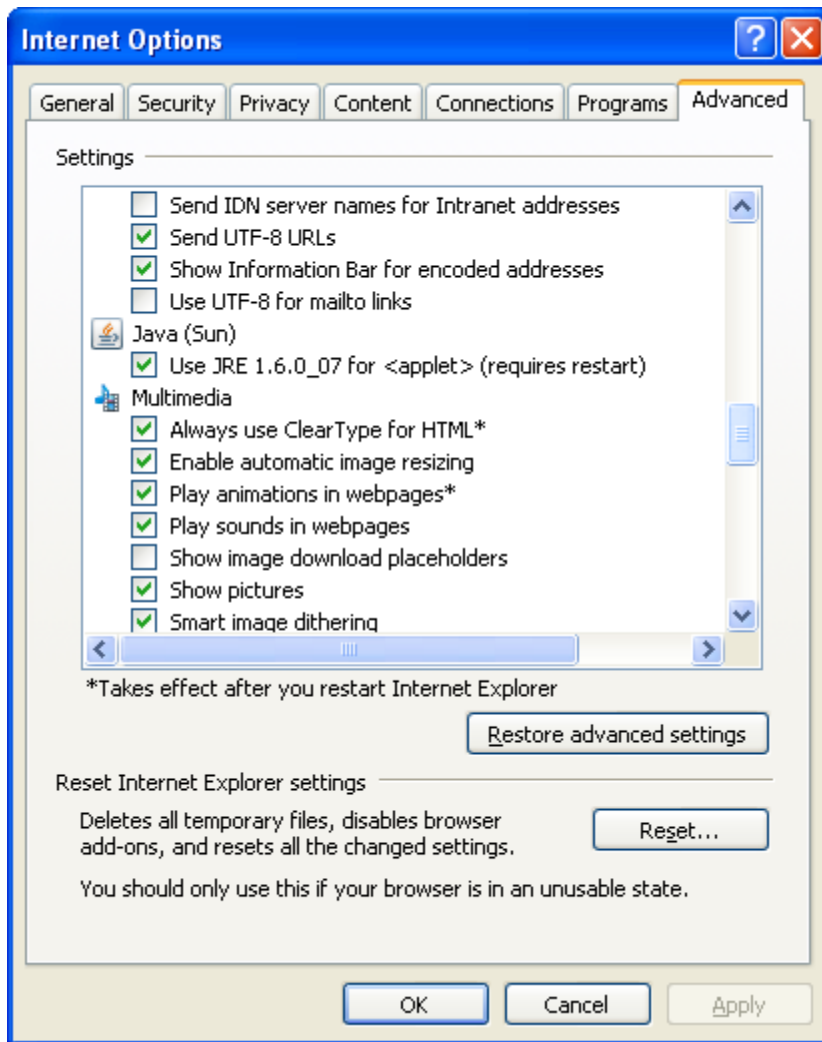 Internet Options
General Security Privacy Content Connections Programs Advanced
Settings
Send IDN server names for Intranet addresses
Send UTF-8 URLs
Show Information Bar for encoded addresses
Use UTF-8 for mailto links
Java (Sun)
Use JRE 1.6.0_07 for <applet> (requires restart)
Multimedia
Always use ClearType for HTML*
Enable automatic image resizing
Play animations in webpages*
Play sounds in webpages
Show image download placeholders
Show pictures
Smart image dithering
*Takes effect after you restart Internet Explorer
Restore advanced settings
Reset Internet Explorer settings
Deletes all temporary files, disables browser
add-ons, and resets all the changed settings.
Reset...
You should only use this if your browser is in an unusable state.
OK Cancel Apply